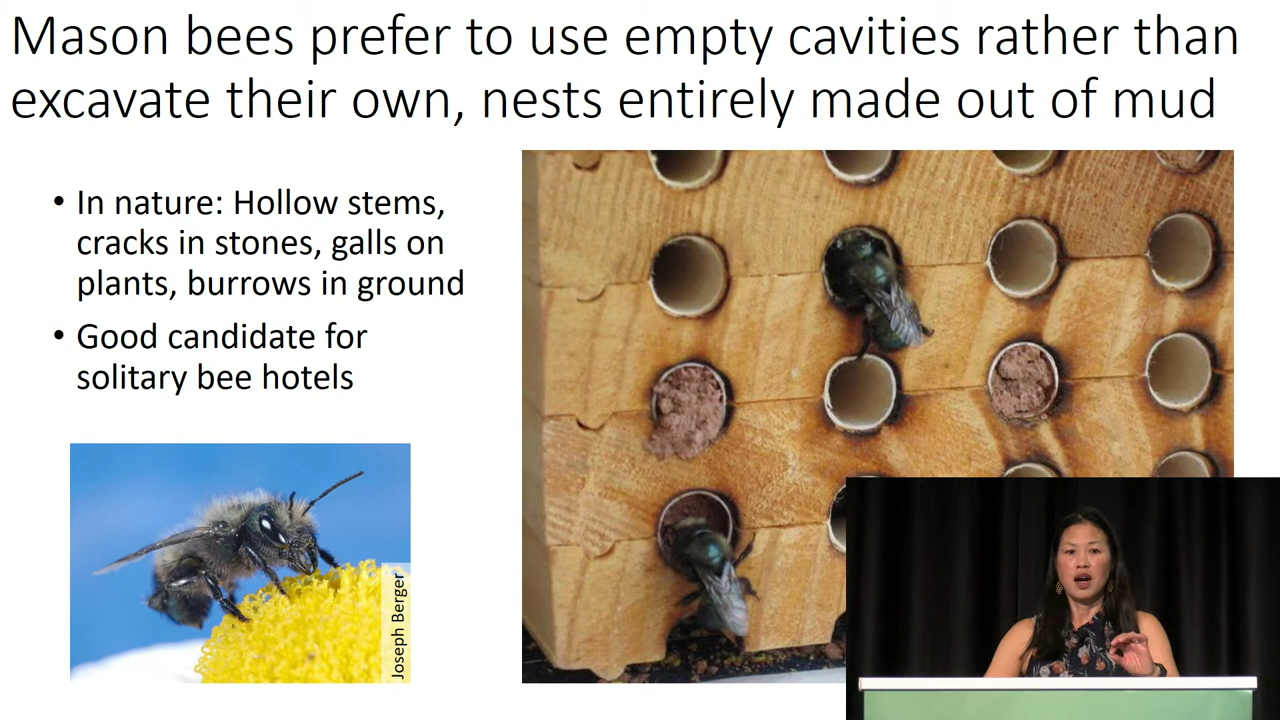 Mason bees prefer to use empty cavities rather than
excavate their own, nests entirely made out of mud
• In nature: Hollow stems,
cracks in stones, galls on
plants, burrows in ground
• Good candidate for
solitary bee hotels
Joseph Berger